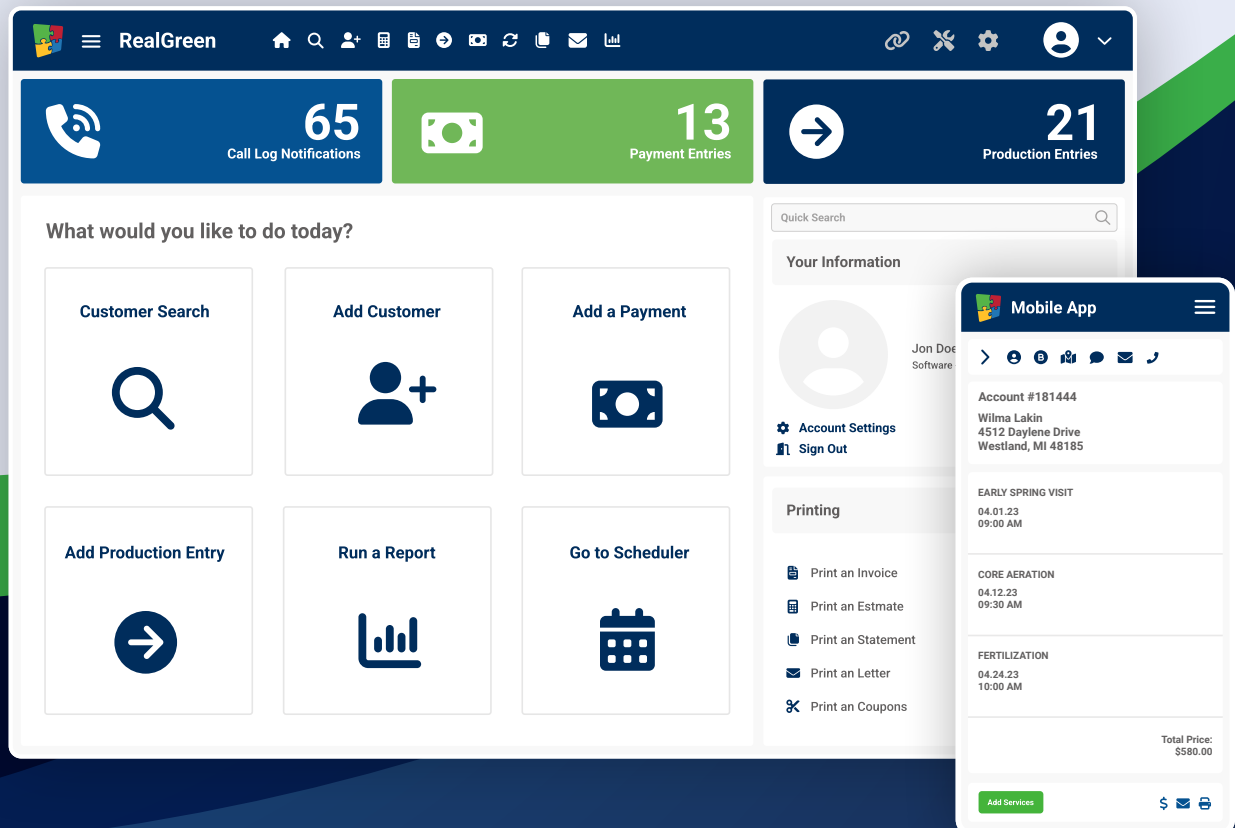 RealGreen
65
Call Log Notifications
13
Payment Entries
21
Production Entries
What would you like to do today?
Customer Search
Add Customer
Add a Payment
Add Production Entry
Run a Report
Go to Scheduler
Quick Search
Your Information
Jon Doe
Software
Account Settings
Sign Out
Printing
Print an Invoice
Print an Estmate
Print an Statement
Print an Letter
Print an Coupons
Mobile App
B
Account #181444
Wilma Lakin
4512 Daylene Drive
Westland, MI 48185
EARLY SPRING VISIT
04.01.23
09:00 AM
CORE AERATION
04.12.23
09:30 AM
FERTILIZATION
04.24.23
10:00 AM
Total Price:
$580.00
Add Services
$